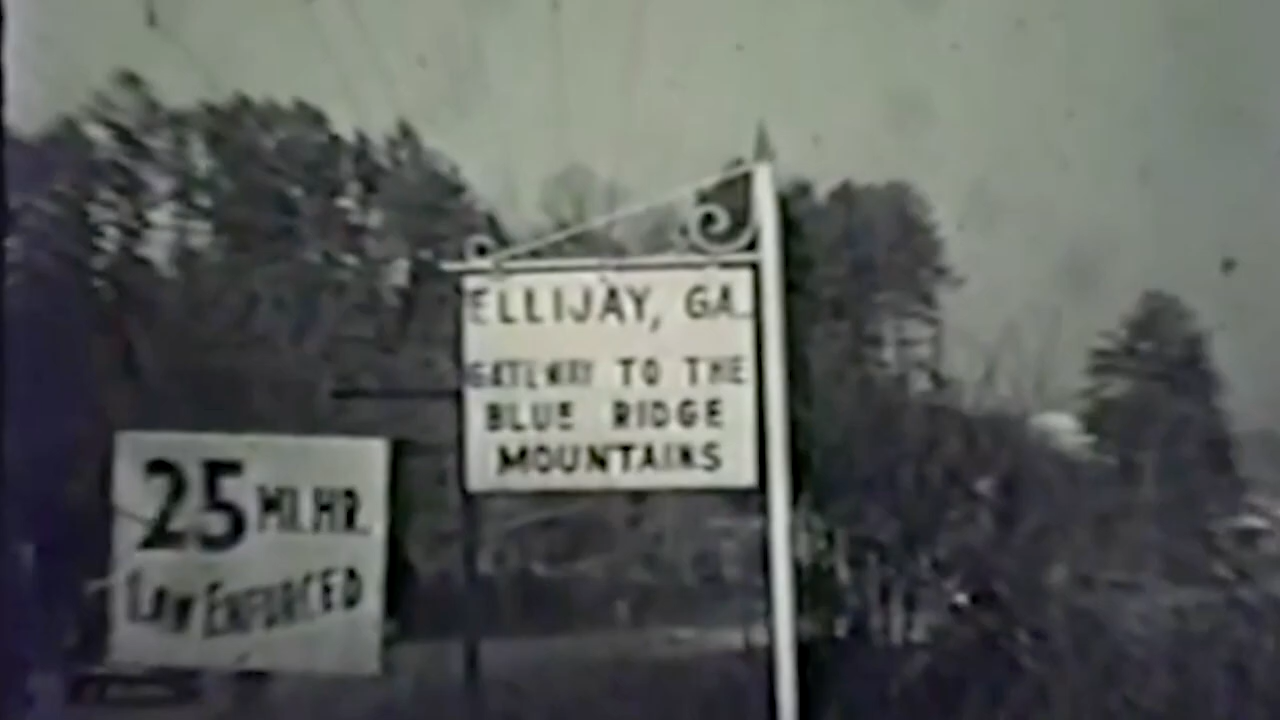 ELLIJAY, GA.
GATEWAY TO THE
BLUE RIDGE
MOUNTAINS
25 MI.HR.
LAW ENFORCED